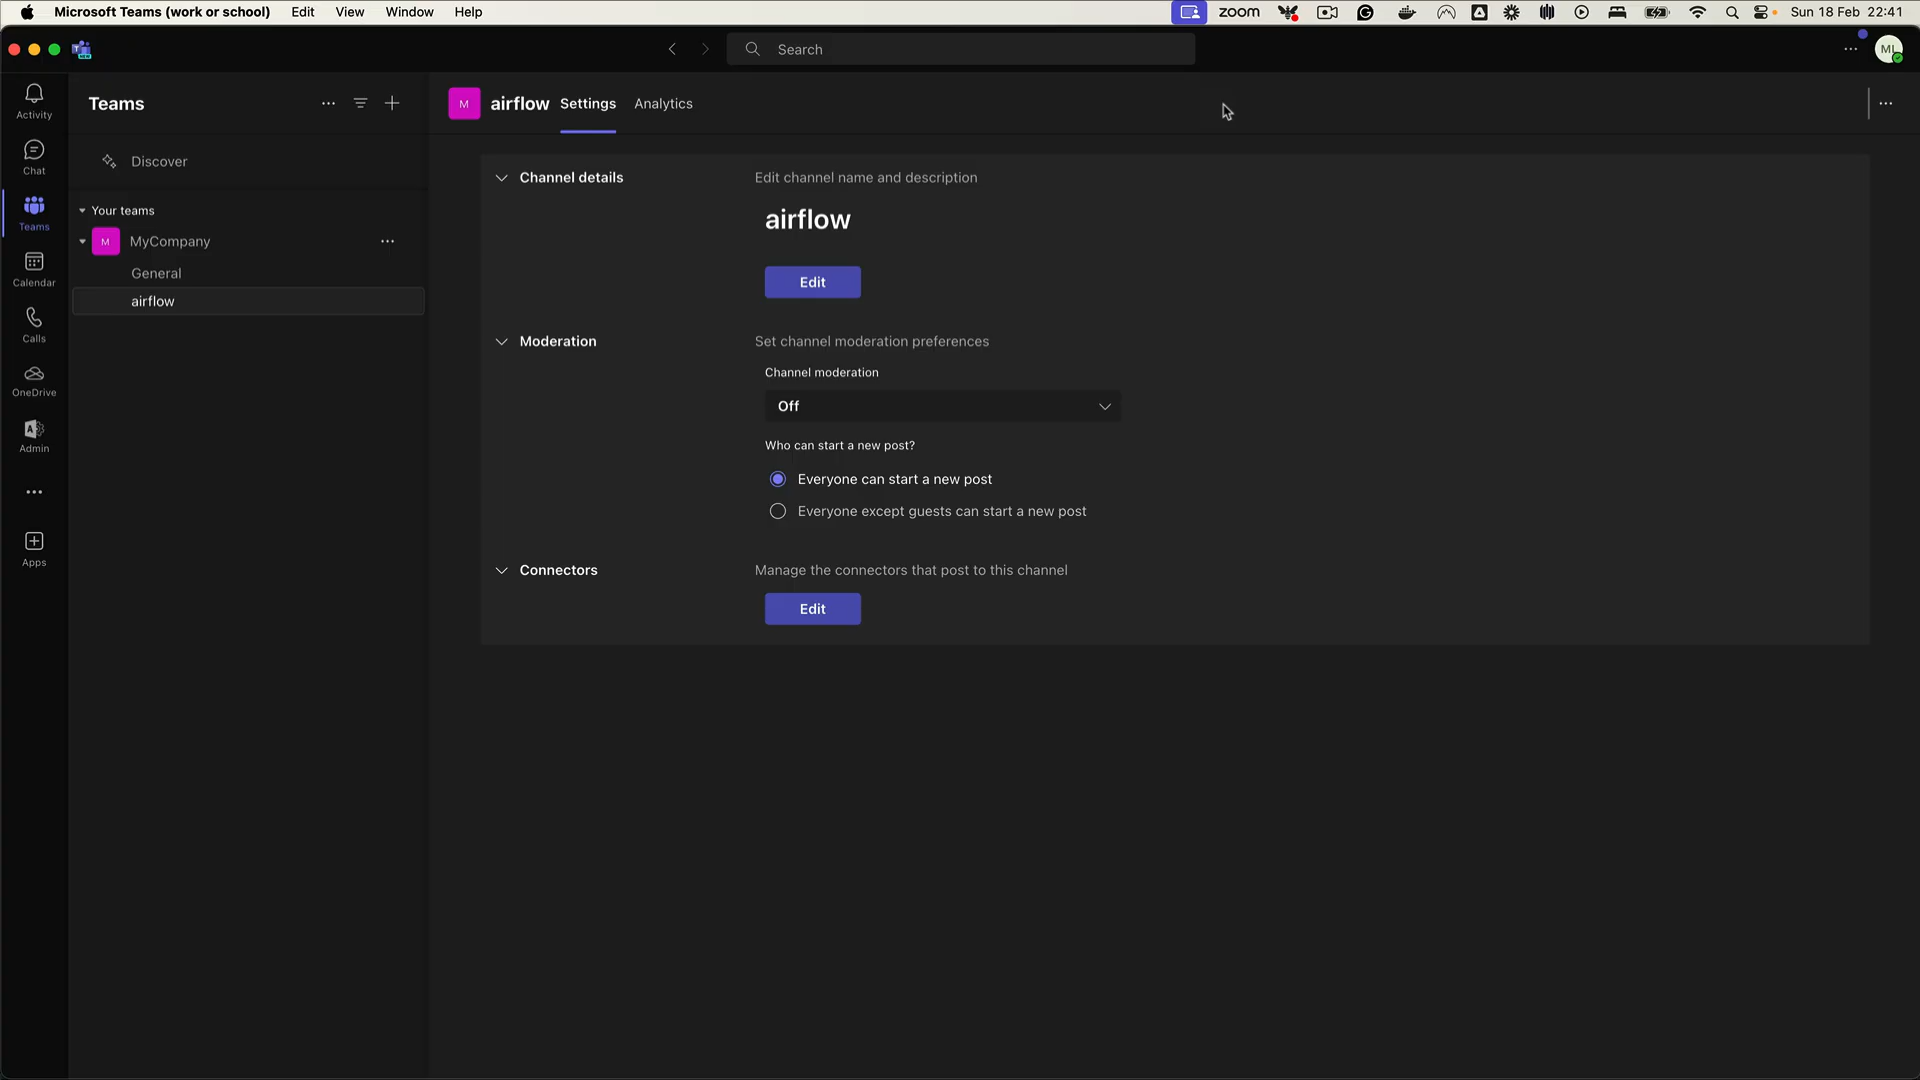 Microsoft Teams (work or school) Edit View Window Help zoom Sun 18 Feb 22:41
Search
ML
Activity
Chat
Teams
Calendar
Calls
OneDrive
Admin
Apps
Teams
Discover
Your teams
M MyCompany
General
airflow
M airflow Settings Analytics
Channel details Edit channel name and description
airflow
Edit
Moderation Set channel moderation preferences
Channel moderation
Off
Who can start a new post?
Everyone can start a new post
Everyone except guests can start a new post
Connectors Manage the connectors that post to this channel
Edit